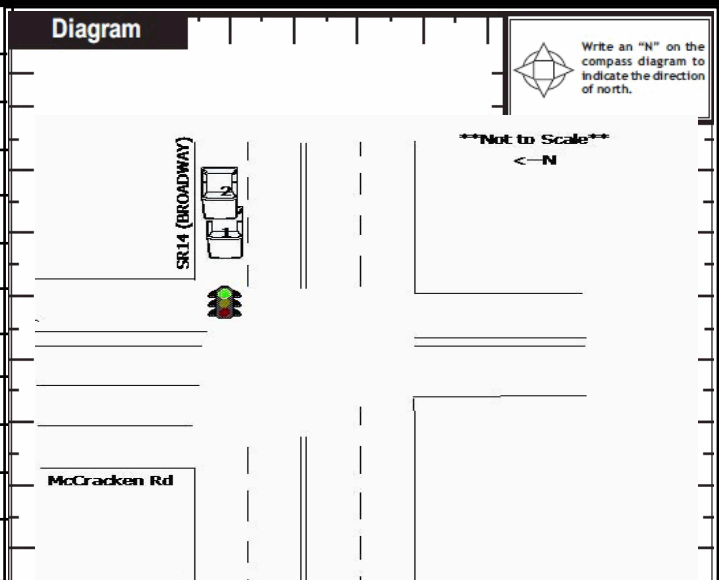 Diagram
Write an “N” on the
compass diagram to
indicate the direction
of north.
**Not to Scale**
<—N
SR14 (BROADWAY)
2
1
McCracken Rd